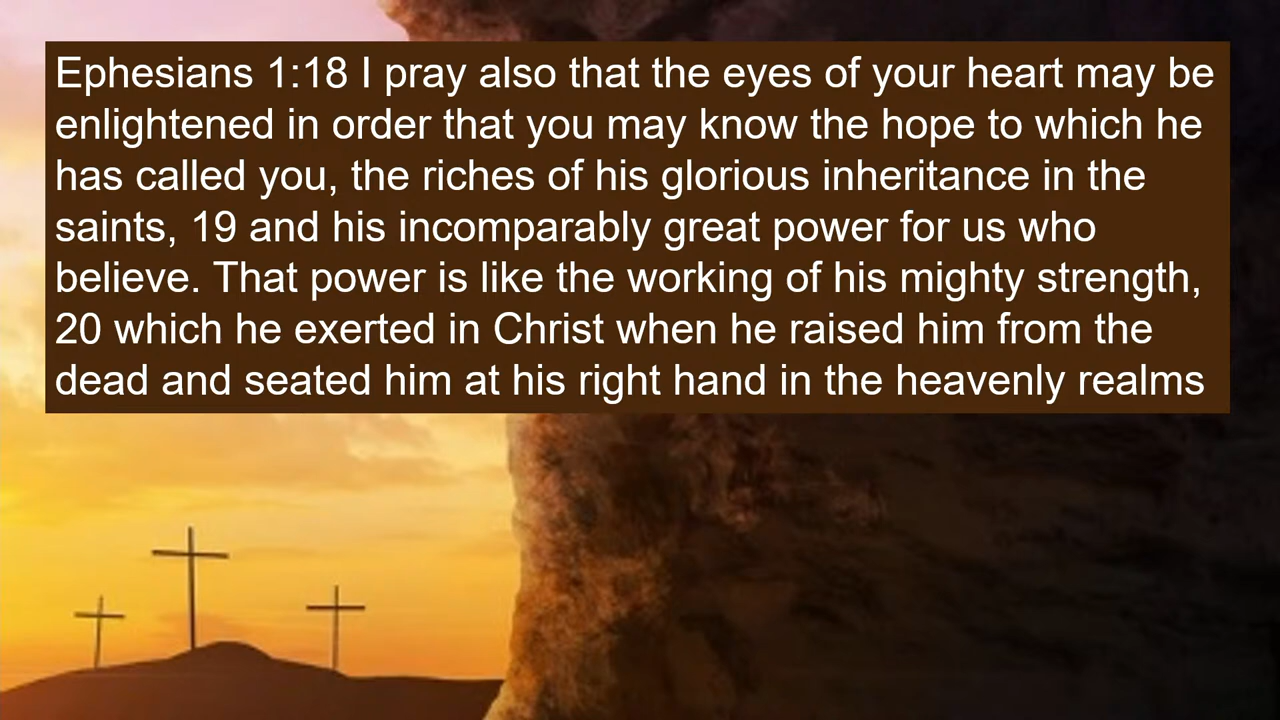 Ephesians 1:18 I pray also that the eyes of your heart may be
enlightened in order that you may know the hope to which he
has called you, the riches of his glorious inheritance in the
saints, 19 and his incomparably great power for us who
believe. That power is like the working of his mighty strength,
20 which he exerted in Christ when he raised him from the
dead and seated him at his right hand in the heavenly realms